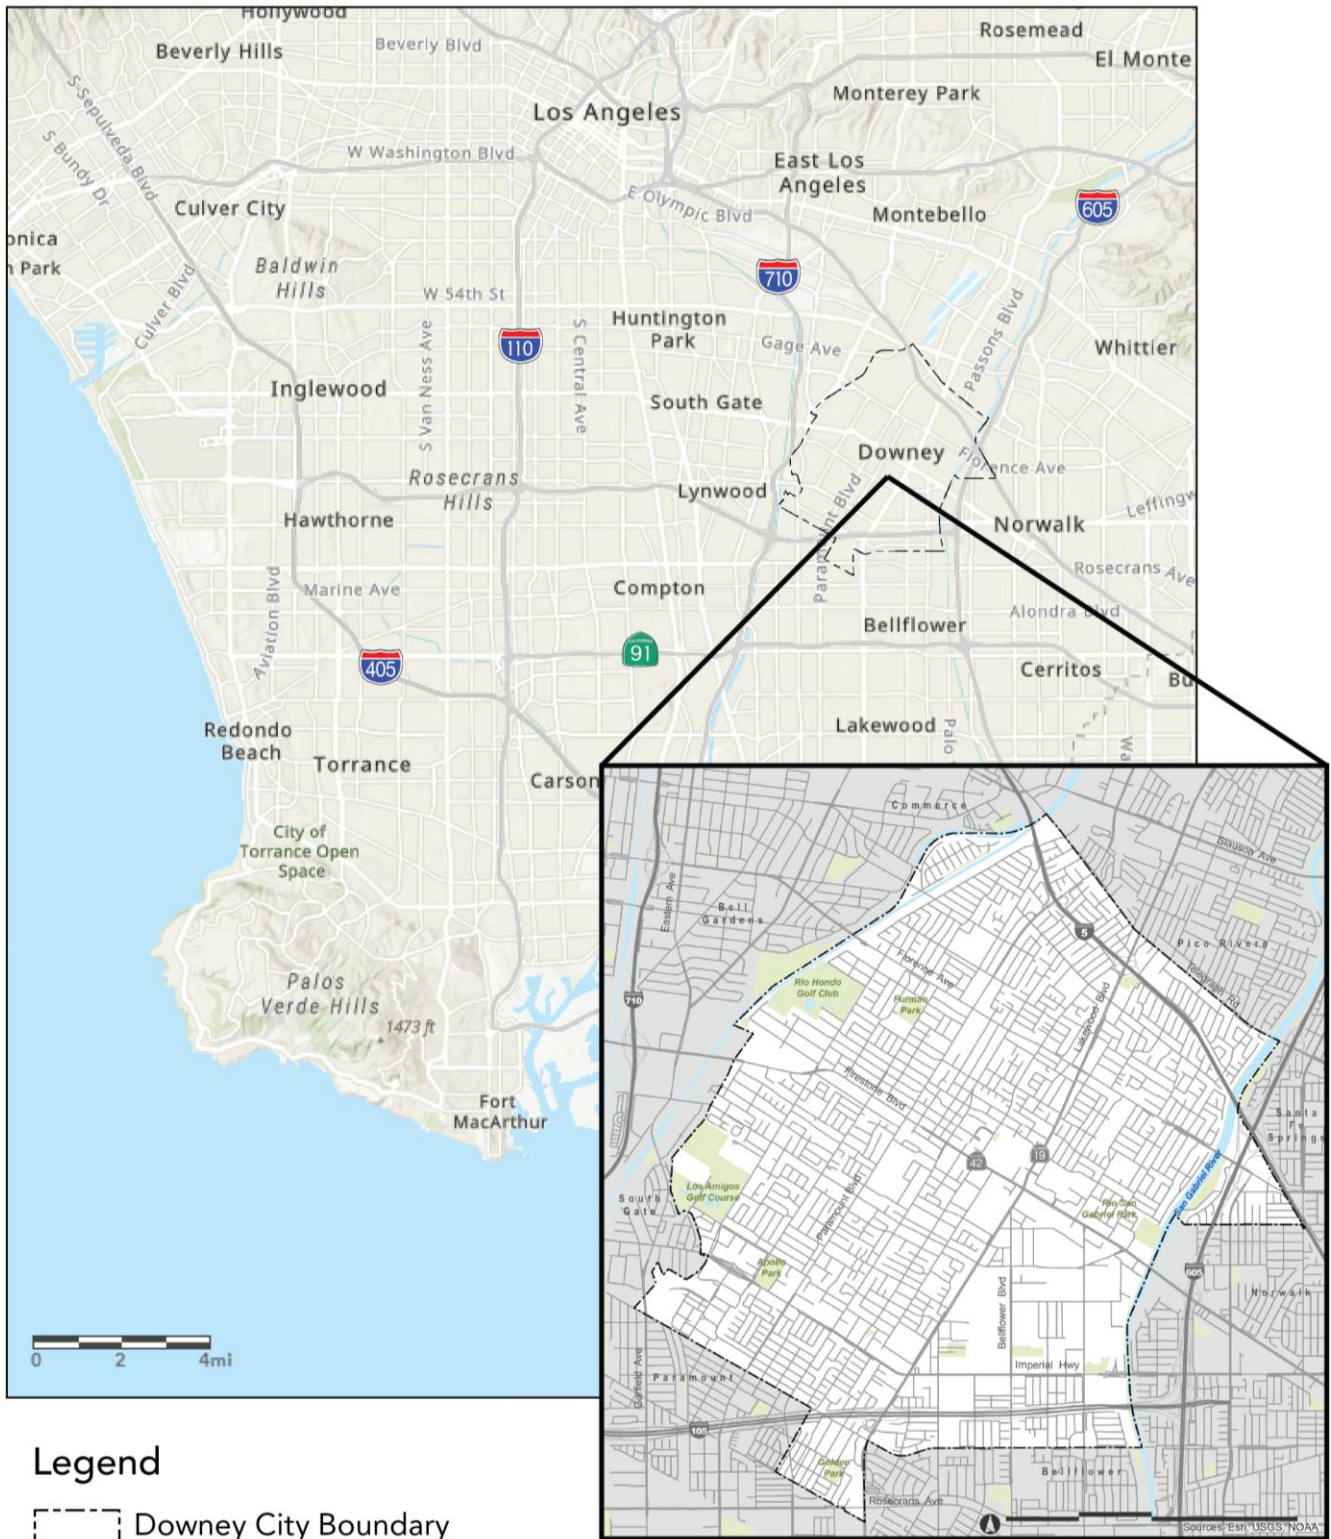 Hollywood
Beverly Hills
Beverly Blvd
Rosemead
El Monte
Monterey Park
Los Angeles
S Sepulveda Blvd
S Bundy Dr
W Washington Blvd
East Los
Angeles
E Olympic Blvd
Culver City
Montebello
605
onica
n Park
Baldwin
Hills
710
Culver Blvd
W 54th St
Huntington
Park
Gage Ave
Passons Blvd
Whittier
110
S Van Ness Ave
S Central Ave
Inglewood
South Gate
Downey
Florence Ave
Rosecrans
Hills
Lynwood
Paramount Blvd
Leffingw
Hawthorne
Norwalk
Marine Ave
Aviation Blvd
Compton
Rosecrans Ave
Alondra Blvd
Bellflower
405
CALIFORNIA
91
Cerritos
Bu
Redondo
Beach
Torrance
Lakewood
Palo
Wa
Carson
City of
Torrance Open
Space
Palos
Verde Hills
1473 ft
Fort
MacArthur
0 2 4mi
Commerce
Slauson Ave
Eastern Ave
Bell
Gardens
5
Pico Rivera
Telegraph Rd
Florence Ave
Rio Hondo
Golf Club
Furman
Park
Lakewood Blvd
710
Firestone Blvd
Santa
Fe
Springs
42
19
San Gabriel River
South
Gate
Los Amigos
Golf Course
Paramount Blvd
Rio San
Gabriel Park
Apollo
Park
605
Norwalk
Bellflower Blvd
Garfield Ave
Paramount
Imperial Hwy
105
Golden
Park
Bellflower
Rosecrans Ave
Sources: Esri, USGS, NOAA
Legend
Downey City Boundary